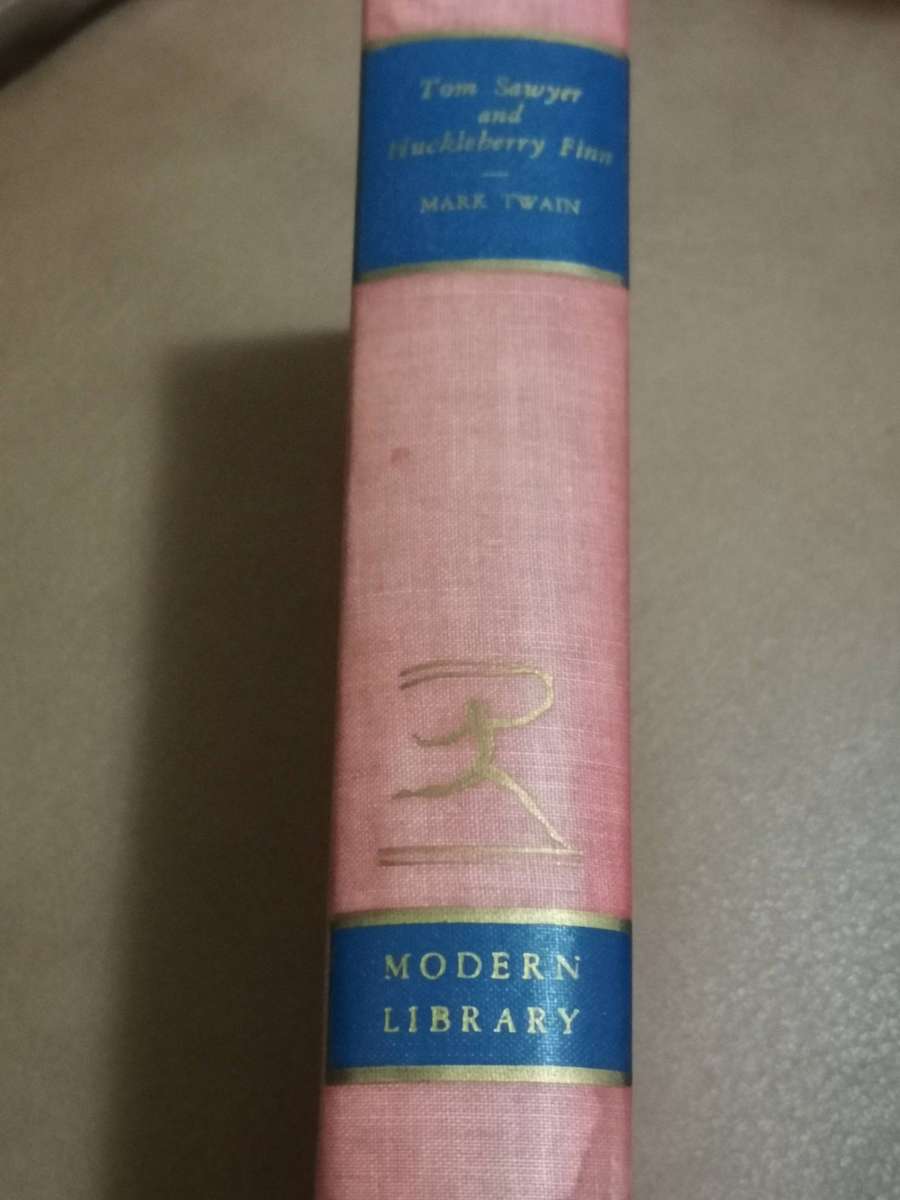 Tom Sawyer
and
Huckleberry Finn
MARK TWAIN
MODERN
LIBRARY